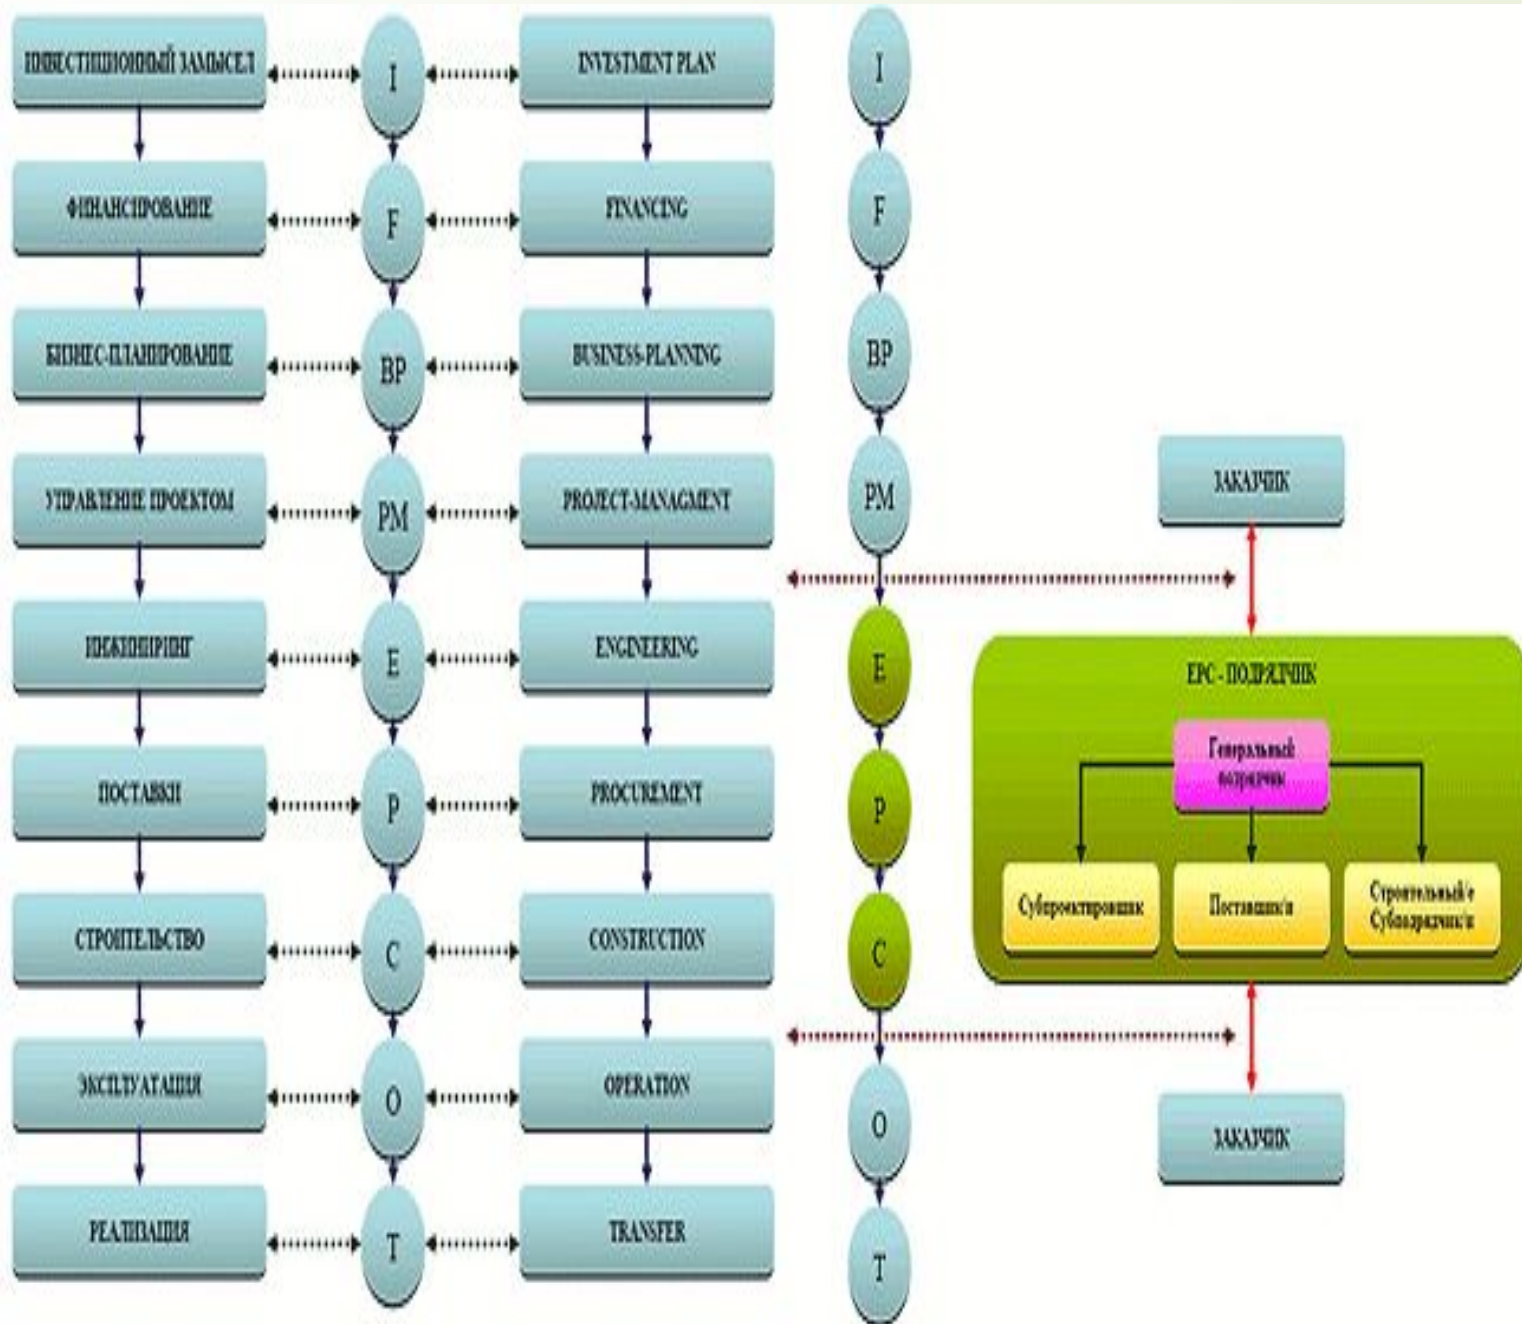 ИНВЕСТИЦИОННЫЙ ЗАМЫСЕЛ
I
INVESTMENT PLAN
I
ФИНАНСИРОВАНИЕ
F
FINANCING
F
БИЗНЕС-ПЛАНИРОВАНИЕ
BP
BUSINESS-PLANNING
BP
УПРАВЛЕНИЕ ПРОЕКТОМ
PM
PROJECT-MANAGMENT
PM
ЗАКАЗЧИК
ИНЖИНИРИНГ
E
ENGINEERING
E
EPC - ПОДРЯДЧИК
Генеральный
подрядчик
ПОСТАВКИ
P
PROCUREMENT
P
Субпроектировщик
Поставщик/и
Строительный/е
Субподрядчик/и
СТРОИТЕЛЬСТВО
C
CONSTRUCTION
C
ЭКСПЛУАТАЦИЯ
O
OPERATION
O
ЗАКАЗЧИК
РЕАЛИЗАЦИЯ
T
TRANSFER
T